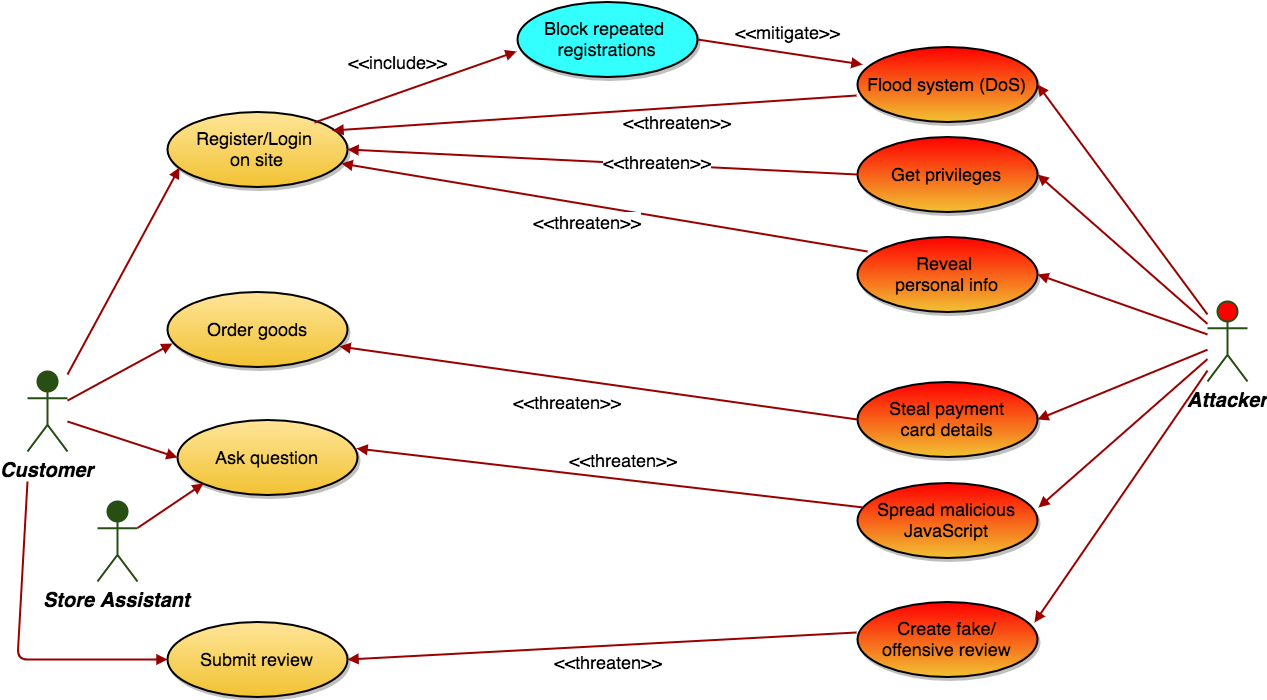 Block repeated
registrations
<<mitigate>>
<<include>>
Flood system (DoS)
<<threaten>>
Register/Login
on site
<<threaten>>
Get privileges
<<threaten>>
Reveal
personal info
Order goods
<<threaten>>
Steal payment
card details
Attacker
Customer
Ask question
<<threaten>>
Spread malicious
JavaScript
Store Assistant
Submit review
<<threaten>>
Create fake/
offensive review